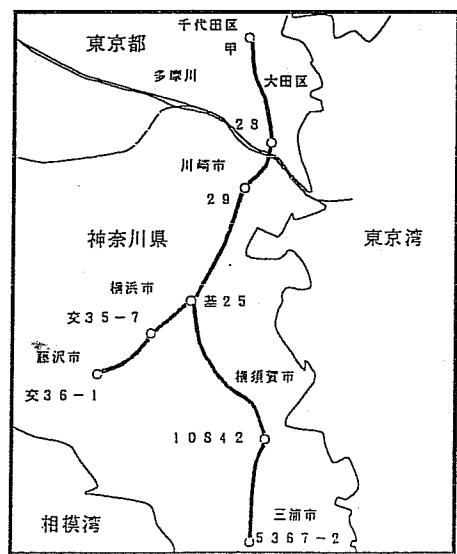 千代田区
甲
東京都
多摩川
大田区
28
川崎市
29
神奈川県
東京湾
横浜市
基25
交35-7
藤沢市
交36-1
横須賀市
10S42
三浦市
5367-2
相模湾